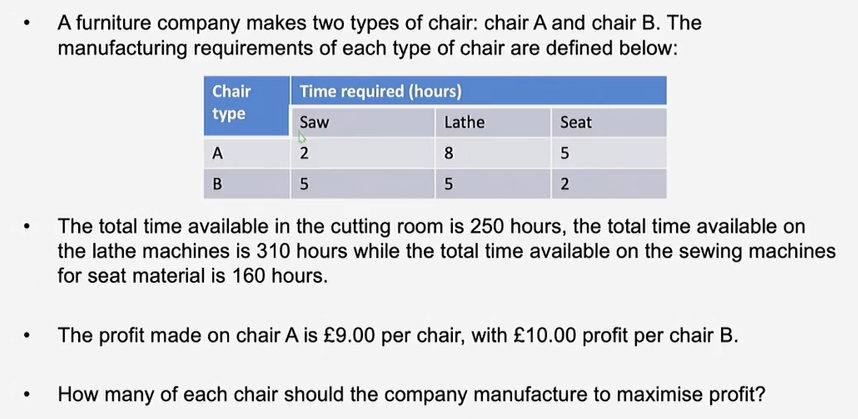 • A furniture company makes two types of chair: chair A and chair B. The
manufacturing requirements of each type of chair are defined below:
Chair type Time required (hours)
Saw Lathe Seat
A 2 8 5
B 5 5 2
• The total time available in the cutting room is 250 hours, the total time available on
the lathe machines is 310 hours while the total time available on the sewing machines
for seat material is 160 hours.
• The profit made on chair A is £9.00 per chair, with £10.00 profit per chair B.
• How many of each chair should the company manufacture to maximise profit?